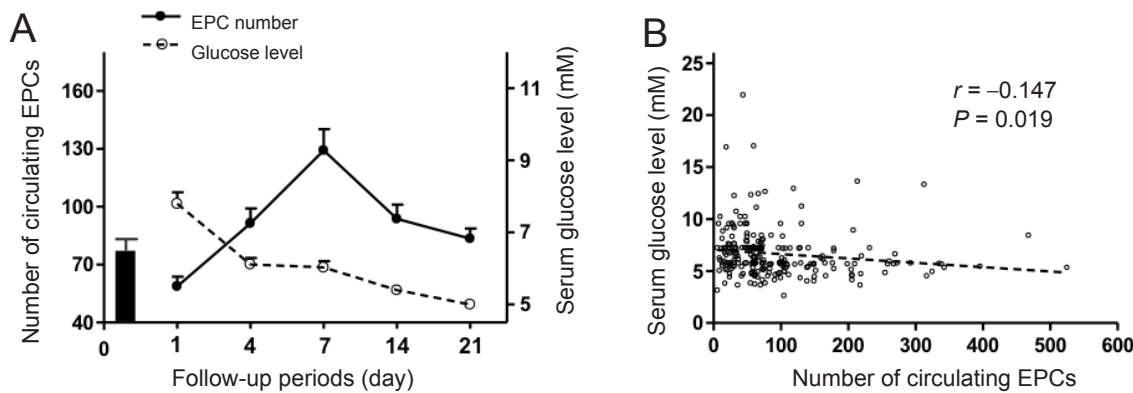 A
EPC number
Glucose level
Number of circulating EPCs
160
130
100
70
40
Serum glucose level (mM)
11
9
7
5
0
1
4
7
14
21
Follow-up periods (day)
B
r = −0.147
P = 0.019
Serum glucose level (mM)
25
20
15
10
5
0
0
100
200
300
400
500
600
Number of circulating EPCs